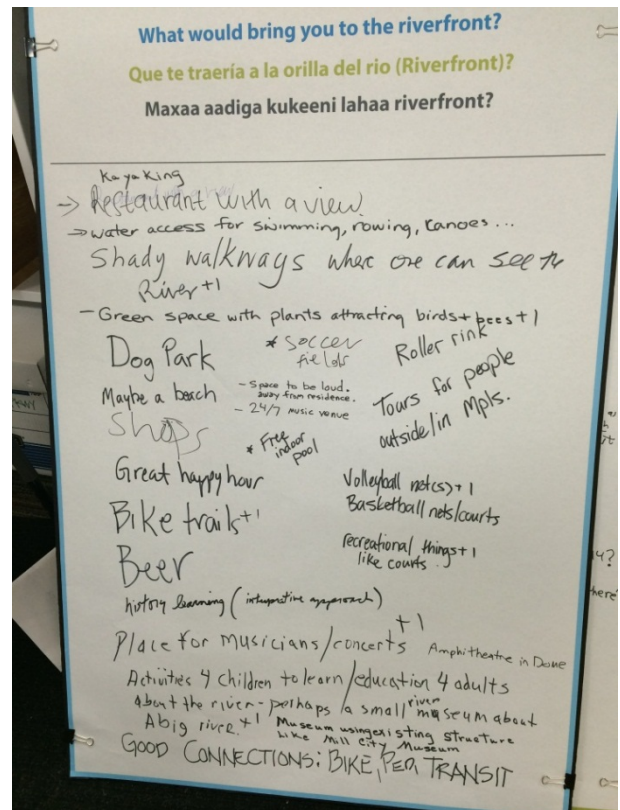 What would bring you to the riverfront?
Que te traería a la orilla del rio (Riverfront)?
Maxaa aadiga kukeeni lahaa riverfront?
Kayaking
→ Restaurant with a view
→ water access for swimming, rowing, canoes...
Shady walkways where one can see the
River +1
- Green space with plants attracting birds + bees +1
Dog Park
* soccer
fields
Roller rink
Maybe a beach
- Space to be loud.
away from residence.
- 24/7 music venue
Tours for people
outside/in Mpls.
Shops
* Free
indoor
pool
Great happy hour
Volleyball net(s) +1
Basketball nets/courts
Bike trails +1
recreational things +1
like courts
Beer
history learning (interpretive approach)
Place for musicians/concerts +1
Amphitheatre in Dome
Activities 4 children to learn/education 4 adults
about the river - perhaps a small river museum about
A big river. +1
Museum using existing structure
Like Mill City Museum
GOOD CONNECTIONS: BIKE, PED, TRANSIT